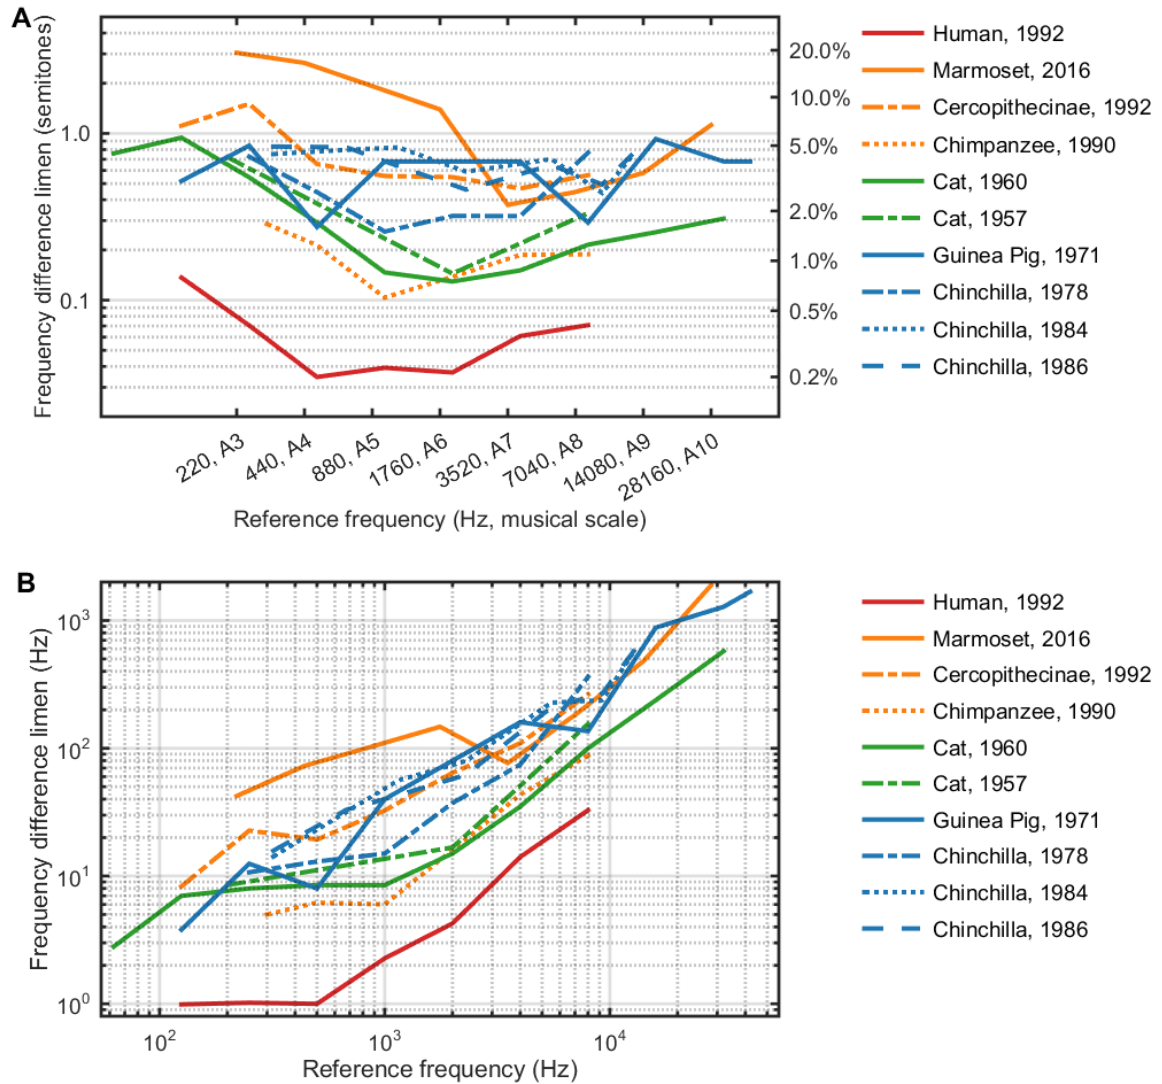 A
Frequency difference limen (semitones)
1.0
0.1
20.0%
10.0%
5.0%
2.0%
1.0%
0.5%
0.2%
220, A3
440, A4
880, A5
1760, A6
3520, A7
7040, A8
14080, A9
28160, A10
Reference frequency (Hz, musical scale)
Human, 1992
Marmoset, 2016
Cercopithecinae, 1992
Chimpanzee, 1990
Cat, 1960
Cat, 1957
Guinea Pig, 1971
Chinchilla, 1978
Chinchilla, 1984
Chinchilla, 1986
B
Frequency difference limen (Hz)
10³
10²
10¹
10⁰
10²
10³
10⁴
Reference frequency (Hz)
Human, 1992
Marmoset, 2016
Cercopithecinae, 1992
Chimpanzee, 1990
Cat, 1960
Cat, 1957
Guinea Pig, 1971
Chinchilla, 1978
Chinchilla, 1984
Chinchilla, 1986